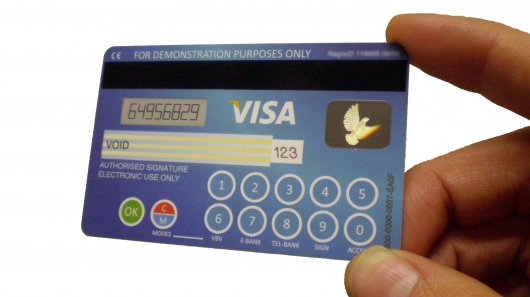 CE FOR DEMONSTRATION PURPOSES ONLY
64956829 VISA
VOID 123
AUTHORISED SIGNATURE
ELECTRONIC USE ONLY
1 2 3 4 5
OK C
M
6 7 8 9 0
MODES VBV E-BANK TEL-BANK SIGN